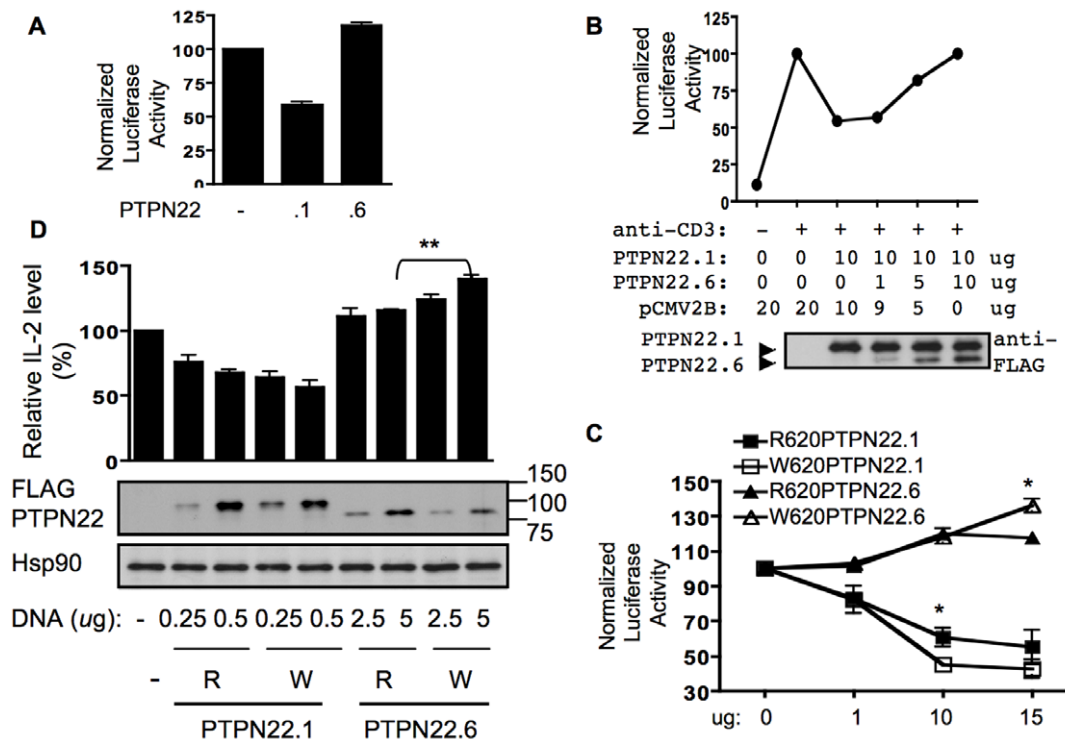 A
Normalized
Luciferase
Activity
125
100
75
50
25
0
PTPN22 - .1 .6
B
Normalized
Luciferase
Activity
125
100
75
50
25
0
anti-CD3: - + + + + +
PTPN22.1: 0 0 10 10 10 10 ug
PTPN22.6: 0 0 0 1 5 10 ug
pCMV2B: 20 20 10 9 5 0 ug
PTPN22.1
PTPN22.6
anti-
FLAG
D
Relative IL-2 level
(%)
150
100
50
0
**
FLAG
PTPN22
150
100
75
Hsp90
DNA (ug): - 0.25 0.5 0.25 0.5 2.5 5 2.5 5
- R W R W
PTPN22.1 PTPN22.6
C
R620PTPN22.1
W620PTPN22.1
R620PTPN22.6
W620PTPN22.6
Normalized
Luciferase
Activity
150
130
110
90
70
50
30
*
*
ug: 0 1 10 15